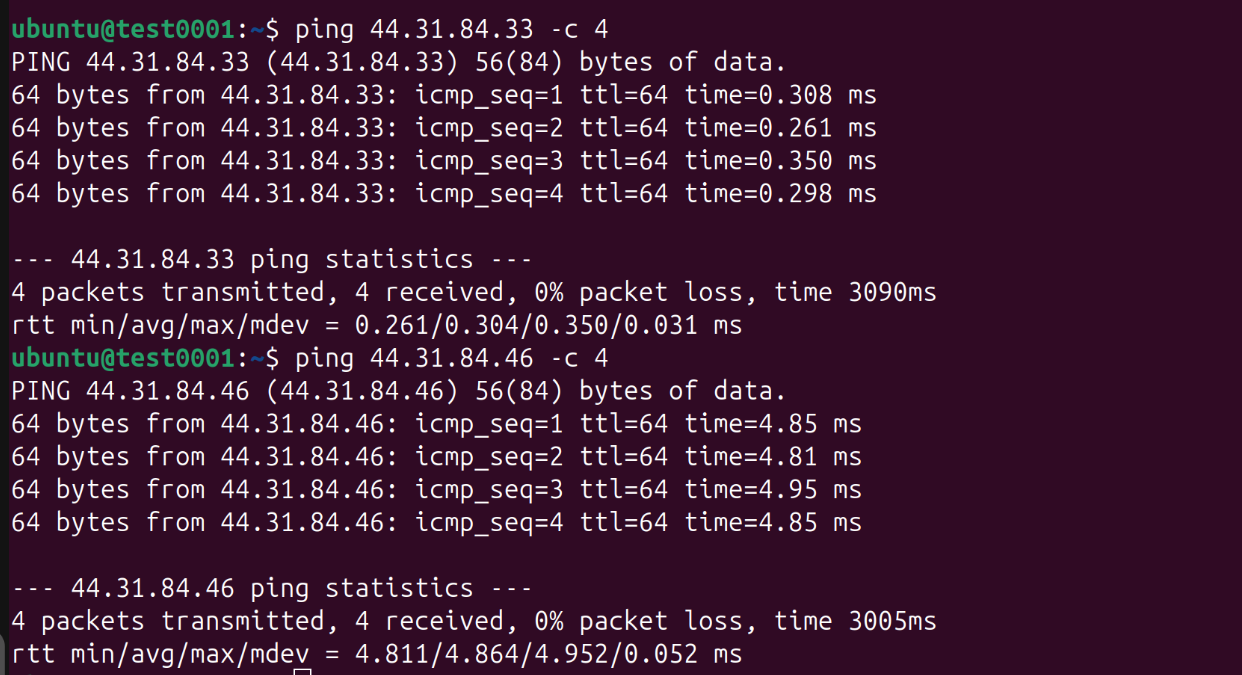 ubuntu@test0001:~$ ping 44.31.84.33 -c 4
PING 44.31.84.33 (44.31.84.33) 56(84) bytes of data.
64 bytes from 44.31.84.33: icmp_seq=1 ttl=64 time=0.308 ms
64 bytes from 44.31.84.33: icmp_seq=2 ttl=64 time=0.261 ms
64 bytes from 44.31.84.33: icmp_seq=3 ttl=64 time=0.350 ms
64 bytes from 44.31.84.33: icmp_seq=4 ttl=64 time=0.298 ms

--- 44.31.84.33 ping statistics ---
4 packets transmitted, 4 received, 0% packet loss, time 3090ms
rtt min/avg/max/mdev = 0.261/0.304/0.350/0.031 ms
ubuntu@test0001:~$ ping 44.31.84.46 -c 4
PING 44.31.84.46 (44.31.84.46) 56(84) bytes of data.
64 bytes from 44.31.84.46: icmp_seq=1 ttl=64 time=4.85 ms
64 bytes from 44.31.84.46: icmp_seq=2 ttl=64 time=4.81 ms
64 bytes from 44.31.84.46: icmp_seq=3 ttl=64 time=4.95 ms
64 bytes from 44.31.84.46: icmp_seq=4 ttl=64 time=4.85 ms

--- 44.31.84.46 ping statistics ---
4 packets transmitted, 4 received, 0% packet loss, time 3005ms
rtt min/avg/max/mdev = 4.811/4.864/4.952/0.052 ms